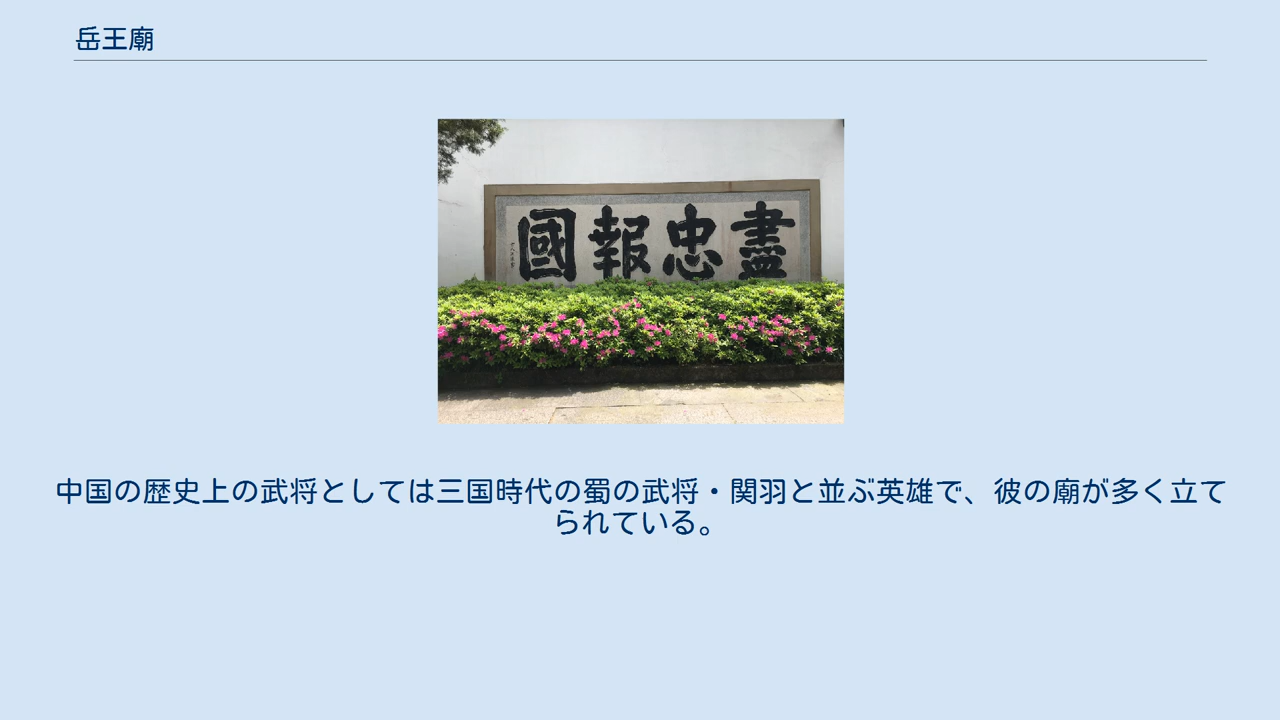 岳王廟
盡忠報國
中国の歴史上の武将としては三国時代の蜀の武将・関羽と並ぶ英雄で、彼の廟が多く立て
られている。